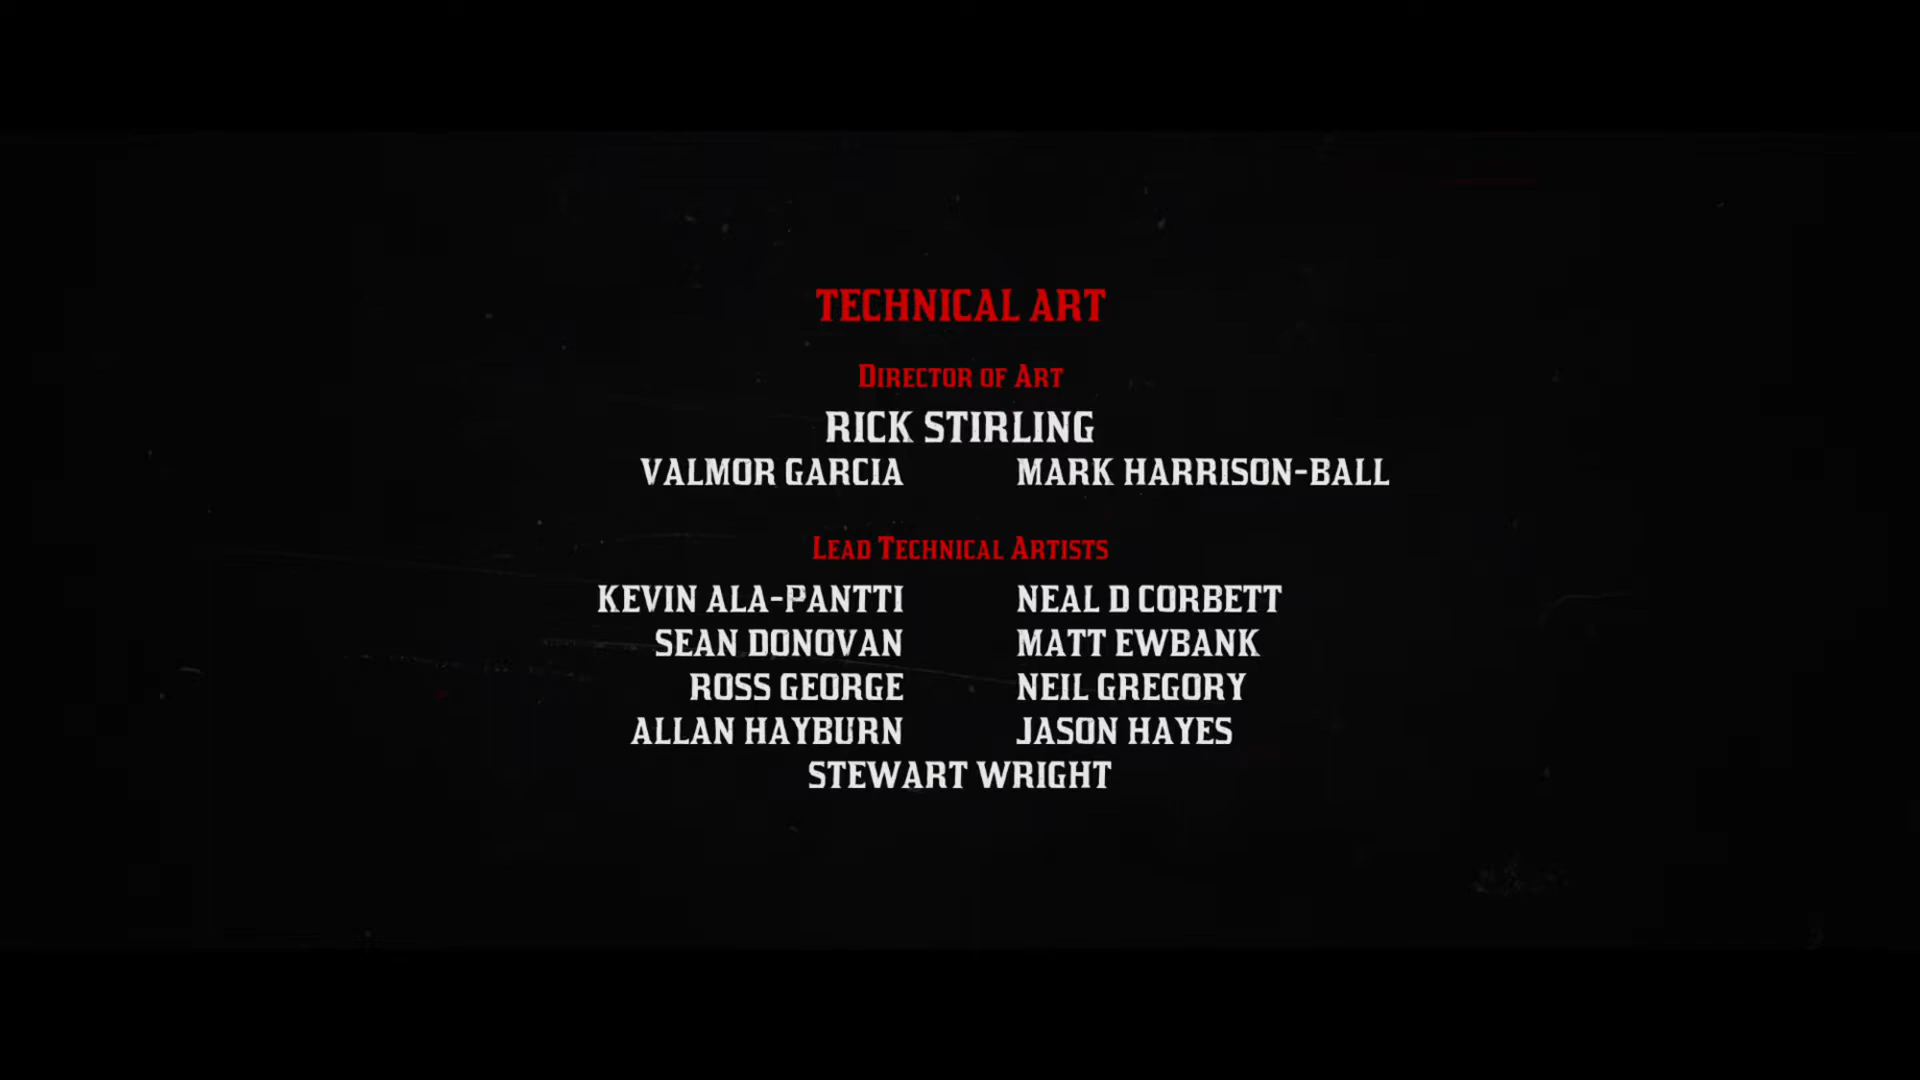 TECHNICAL ART
DIRECTOR OF ART
RICK STIRLING
VALMOR GARCIA MARK HARRISON-BALL
LEAD TECHNICAL ARTISTS
KEVIN ALA-PANTTI NEAL D CORBETT
SEAN DONOVAN MATT EWBANK
ROSS GEORGE NEIL GREGORY
ALLAN HAYBURN JASON HAYES
STEWART WRIGHT